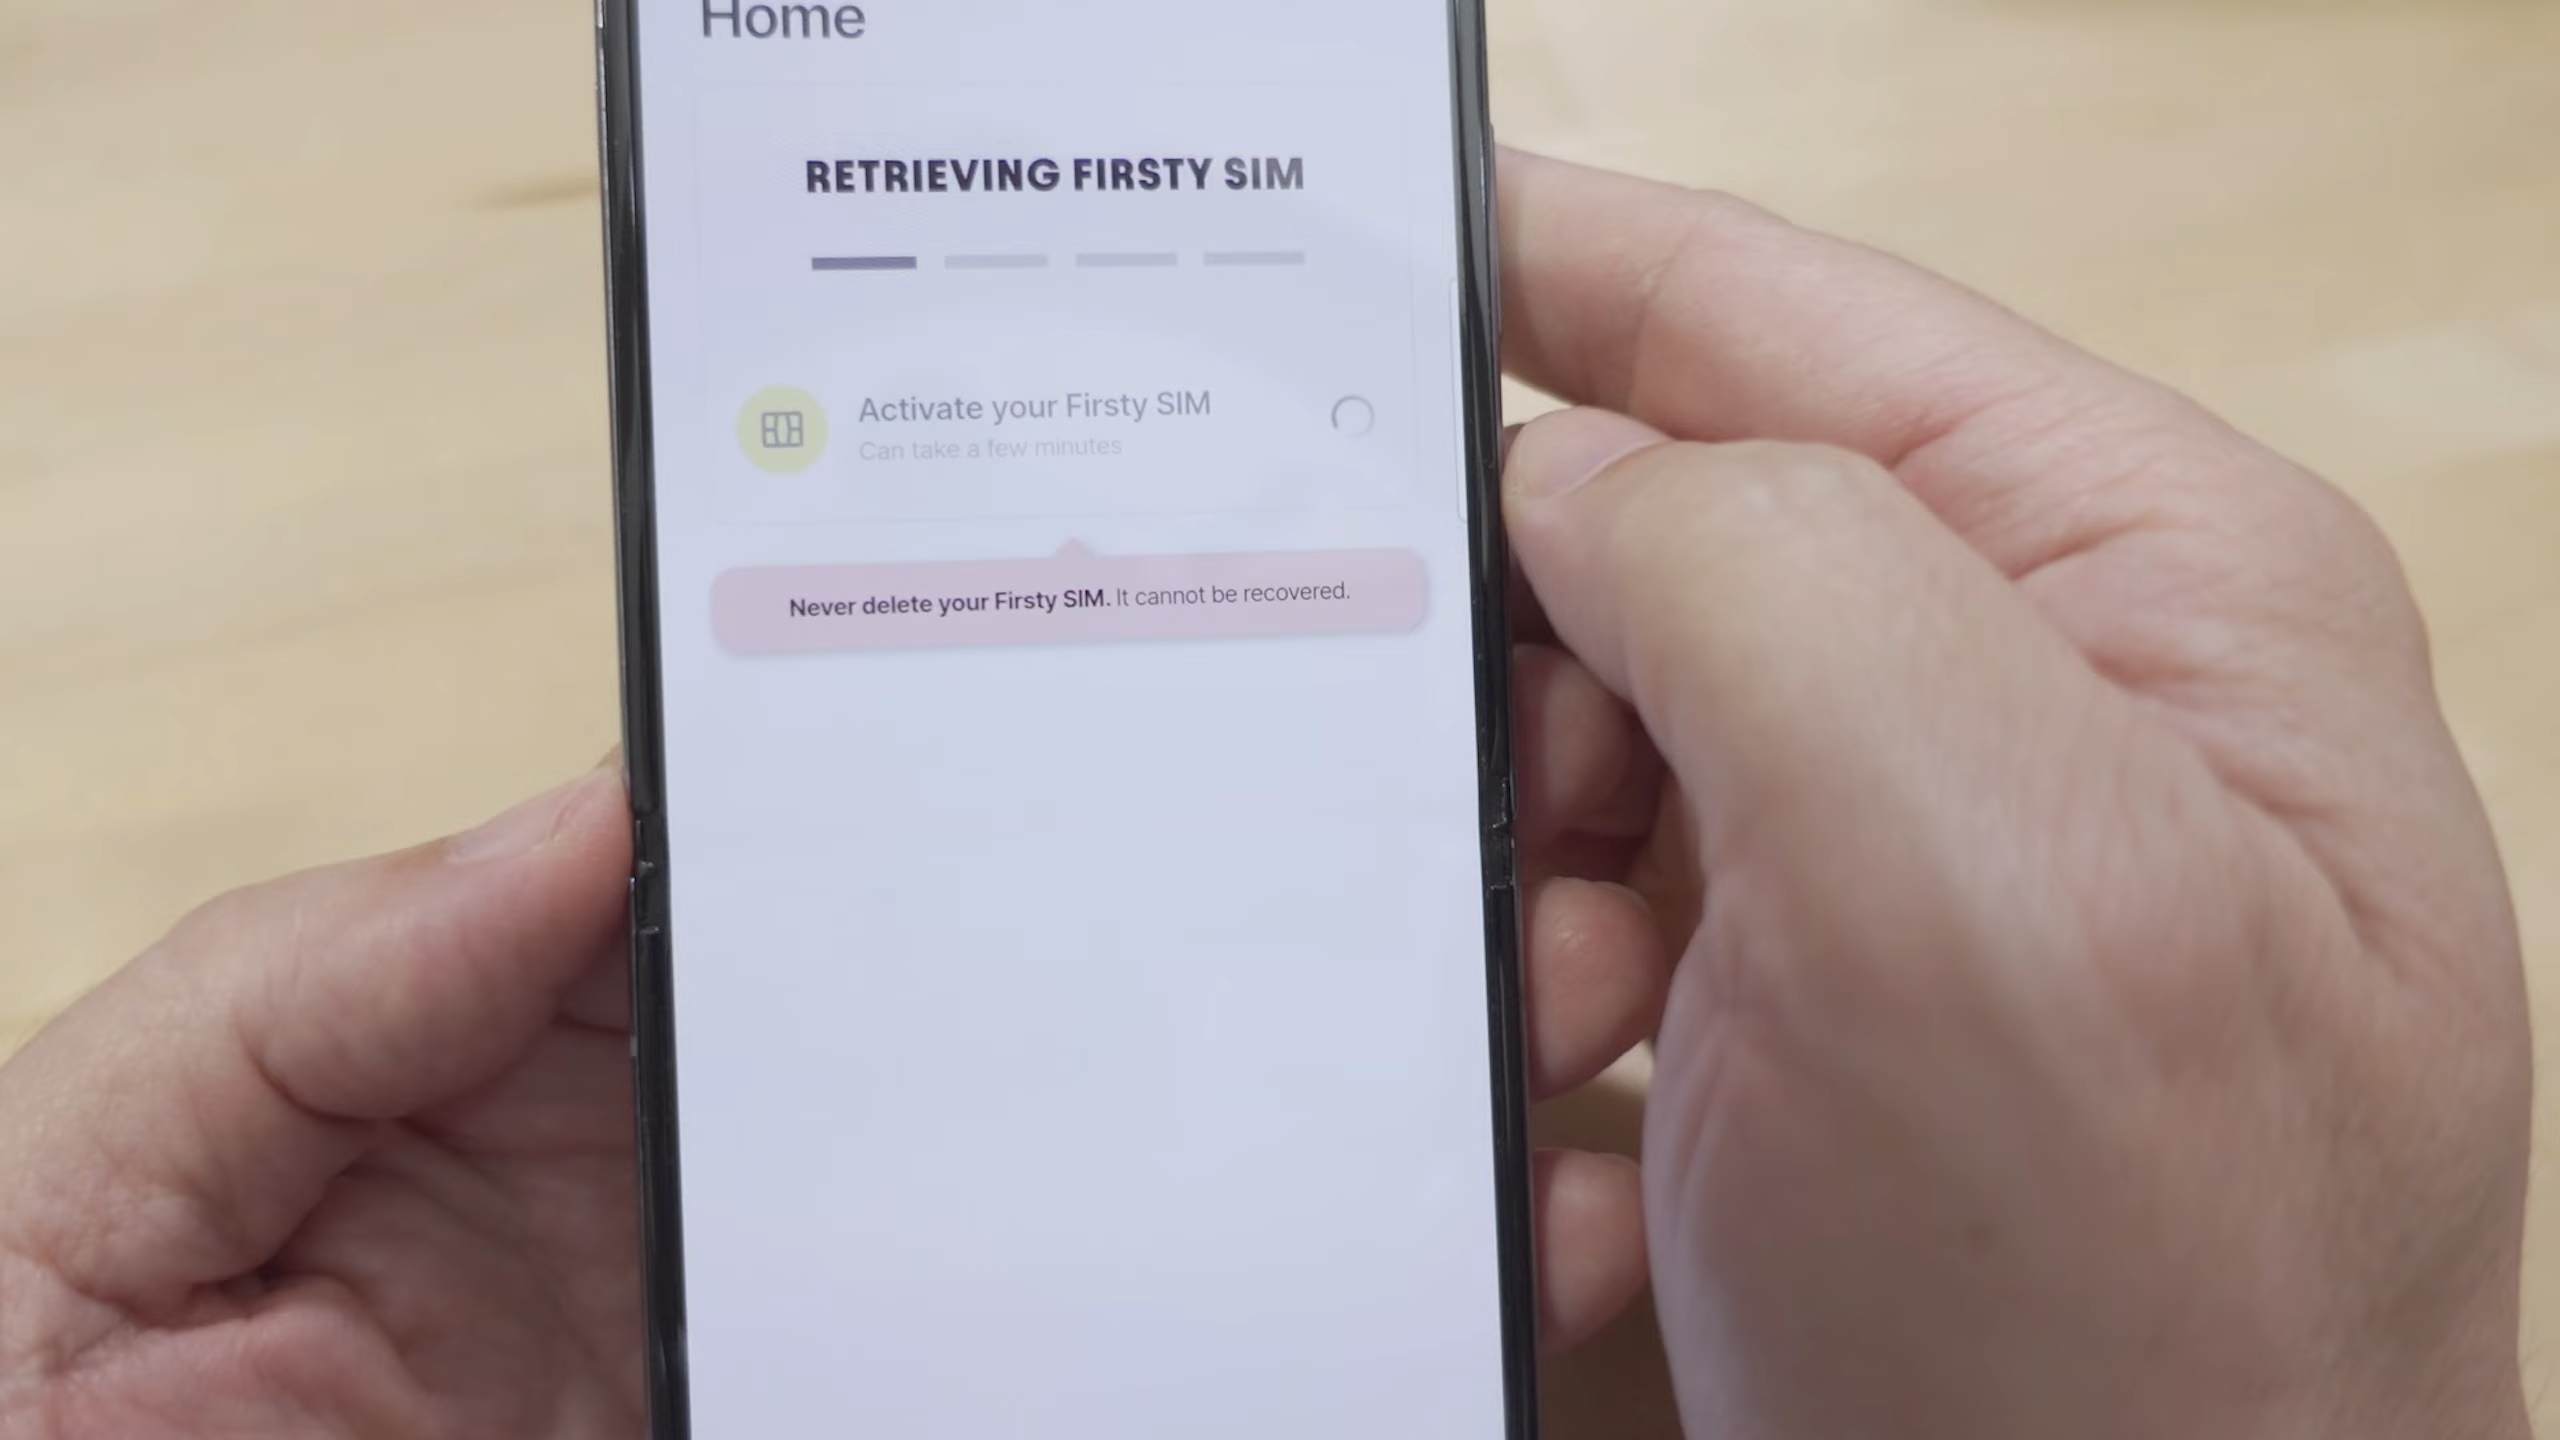 Home
RETRIEVING FIRSTY SIM
Activate your Firsty SIM
Can take a few minutes
Never delete your Firsty SIM. It cannot be recovered.